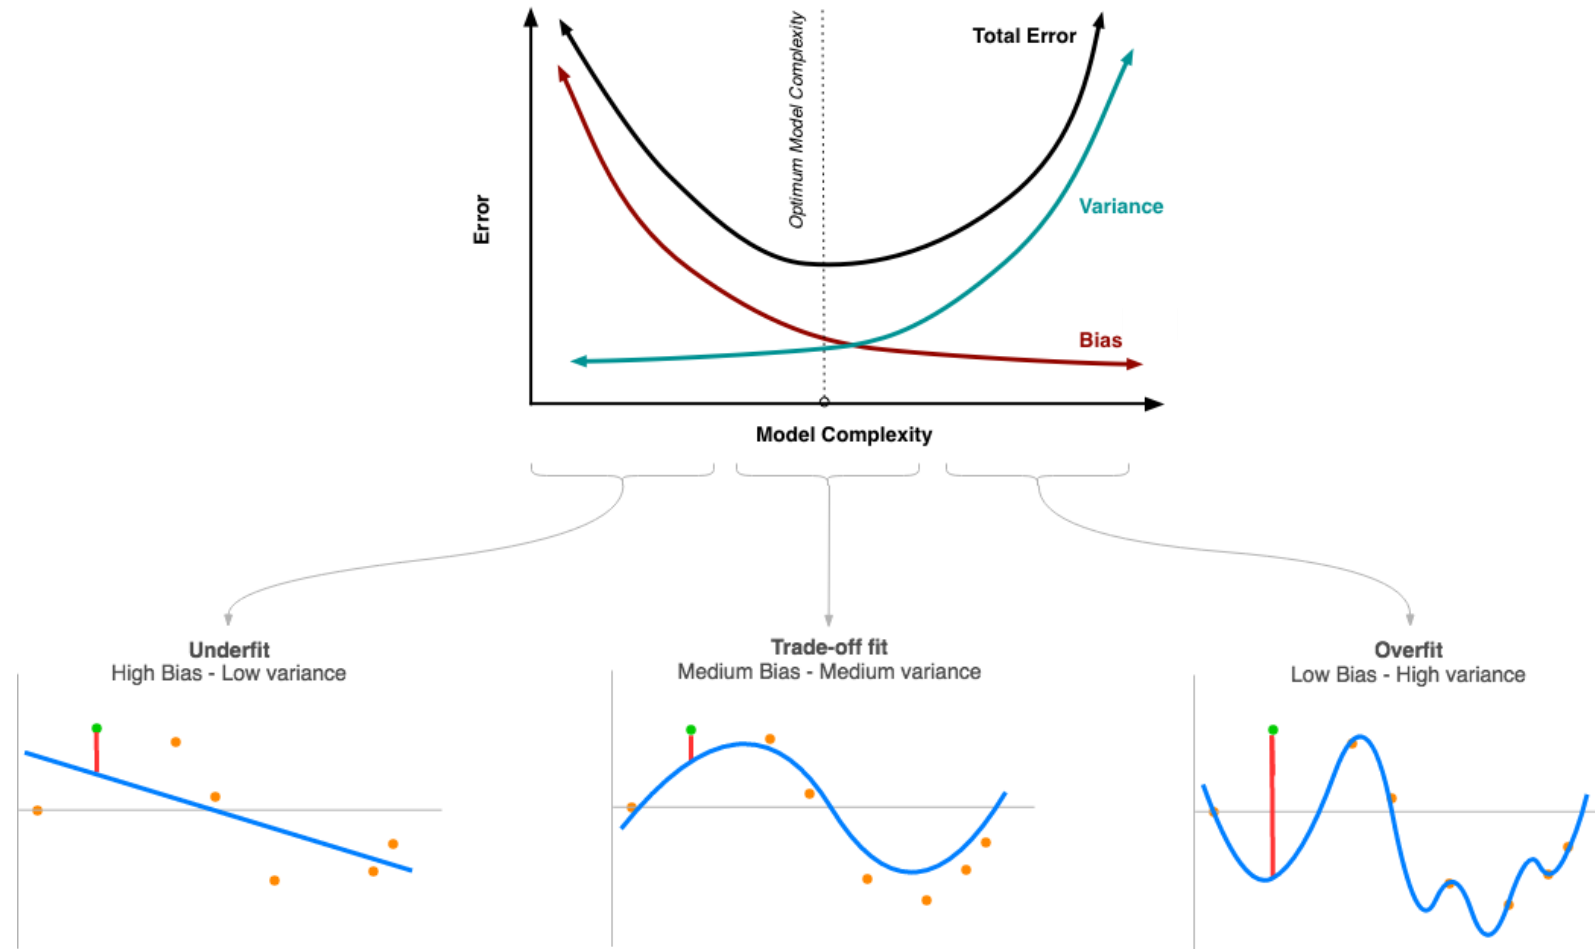 Total Error
Optimum Model Complexity
Variance
Error
Bias
Model Complexity
Underfit
High Bias - Low variance
Trade-off fit
Medium Bias - Medium variance
Overfit
Low Bias - High variance